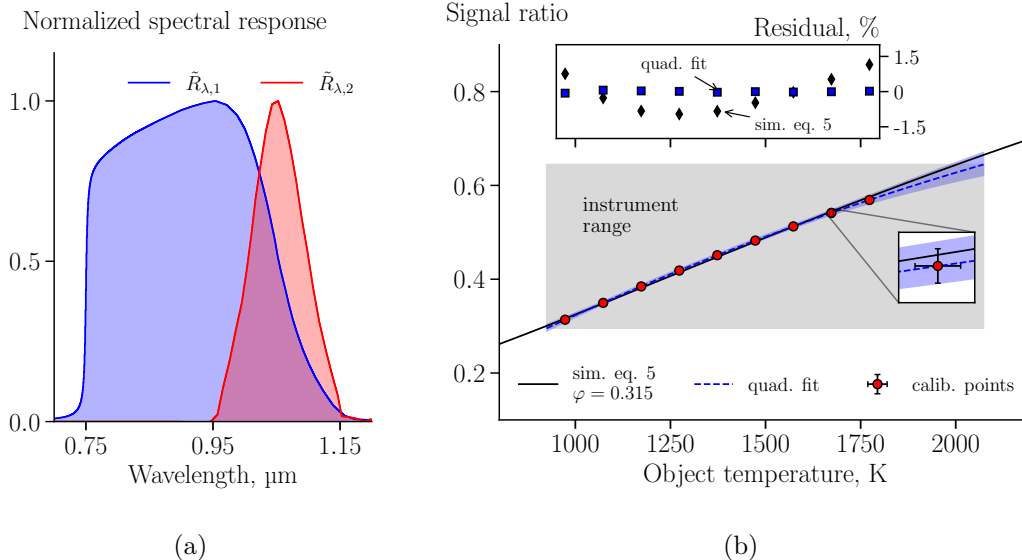 Normalized spectral response
R̃λ,1
R̃λ,2
1.0
0.5
0.0
0.75
0.95
1.15
Wavelength, µm
(a)
Signal ratio
Residual, %
quad. fit
sim. eq. 5
1.5
0
-1.5
0.8
0.6
0.4
0.2
instrument
range
sim. eq. 5
φ = 0.315
quad. fit
calib. points
1000
1250
1500
1750
2000
Object temperature, K
(b)